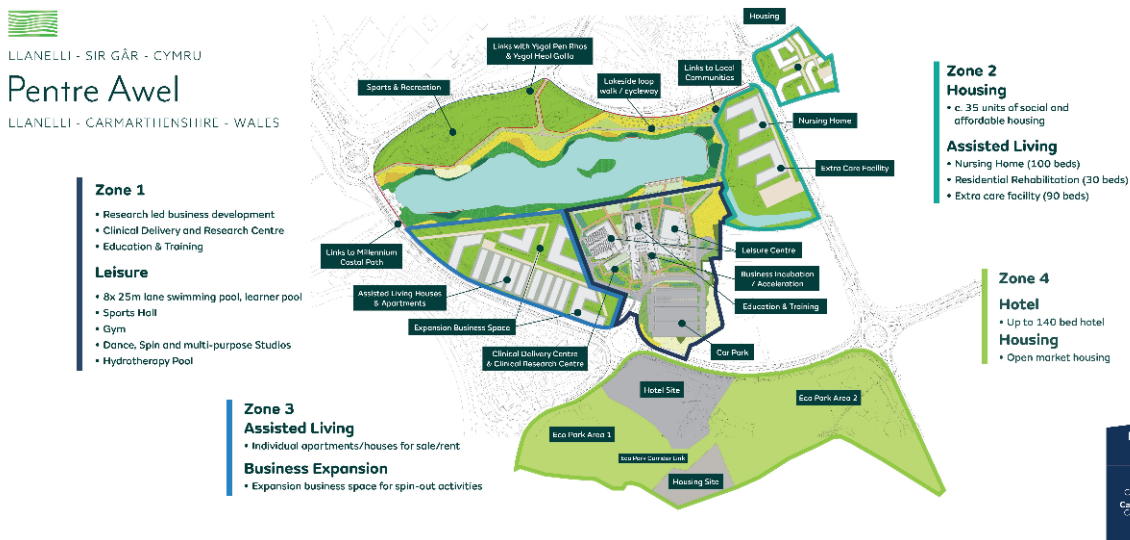 LLANELLI - SIR GÂR - CYMRU
Pentre Awel
LLANELLI - CARMARTHENSHIRE - WALES
Zone 1
• Research led business development
• Clinical Delivery and Research Centre
• Education & Training
Leisure
• 8x 25m lane swimming pool, learner pool
• Sports Hall
• Gym
• Dance, Spin and multi-purpose Studios
• Hydrotherapy Pool
Housing
Links with Ysgol Pen Rhos
& Ysgol Heol Goffa
Links to Local
Communities
Lakeside loop
walk / cycleway
Sports & Recreation
Nursing Home
Extra Care Facility
Links to Millennium
Costal Path
Leisure Centre
Assisted Living Houses
& Apartments
Business Incubation
/ Acceleration
Education & Training
Expansion Business Space
Clinical Delivery Centre
& Clinical Research Centre
Car Park
Hotel Site
Eco Park Area 2
Eco Park Area 1
Eco Park Corridor Link
Housing Site
Zone 2
Housing
• c. 35 units of social and
affordable housing
Assisted Living
• Nursing Home (100 beds)
• Residential Rehabilitation (30 beds)
• Extra care facility (90 beds)
Zone 4
Hotel
• Up to 140 bed hotel
Housing
• Open market housing
Zone 3
Assisted Living
• Individual apartments/houses for sale/rent
Business Expansion
• Expansion business space for spin-out activities